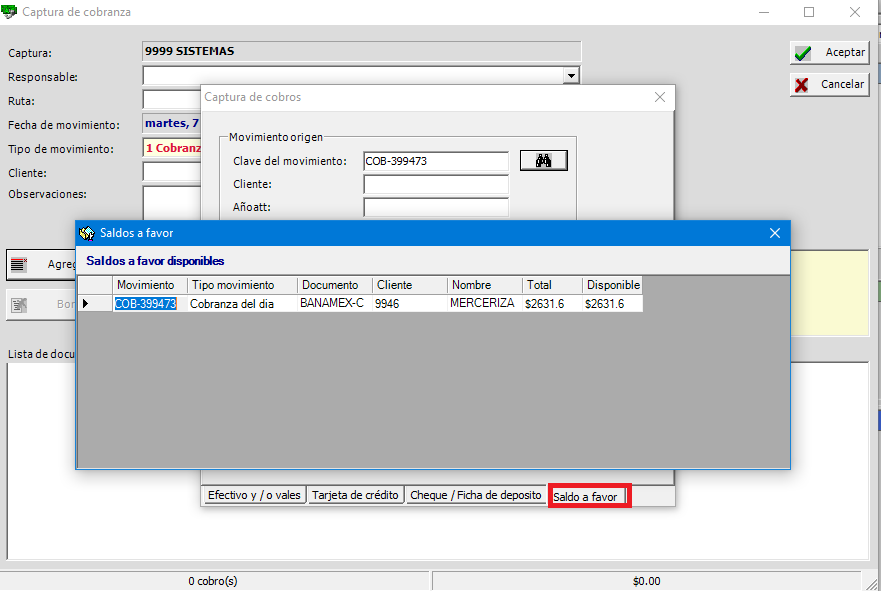 Captura de cobranza
Captura: 9999 SISTEMAS
Aceptar
Responsable:
Cancelar
Ruta:
Captura de cobros
Fecha de movimiento: martes, 7
Movimiento origen
Tipo de movimiento: 1 Cobranz
Clave del movimiento: COB-399473
Cliente:
Cliente:
Observaciones:
Añoatt:
Saldos a favor
Saldos a favor disponibles
Agreg
Movimiento Tipo movimiento Documento Cliente Nombre Total Disponible
COB-399473 Cobranza del dia BANAMEX-C 9946 MERCERIZA $2631.6 $2631.6
Bor
Lista de docu
Efectivo y / o vales Tarjeta de crédito Cheque / Ficha de deposito Saldo a favor
0 cobro(s) $0.00